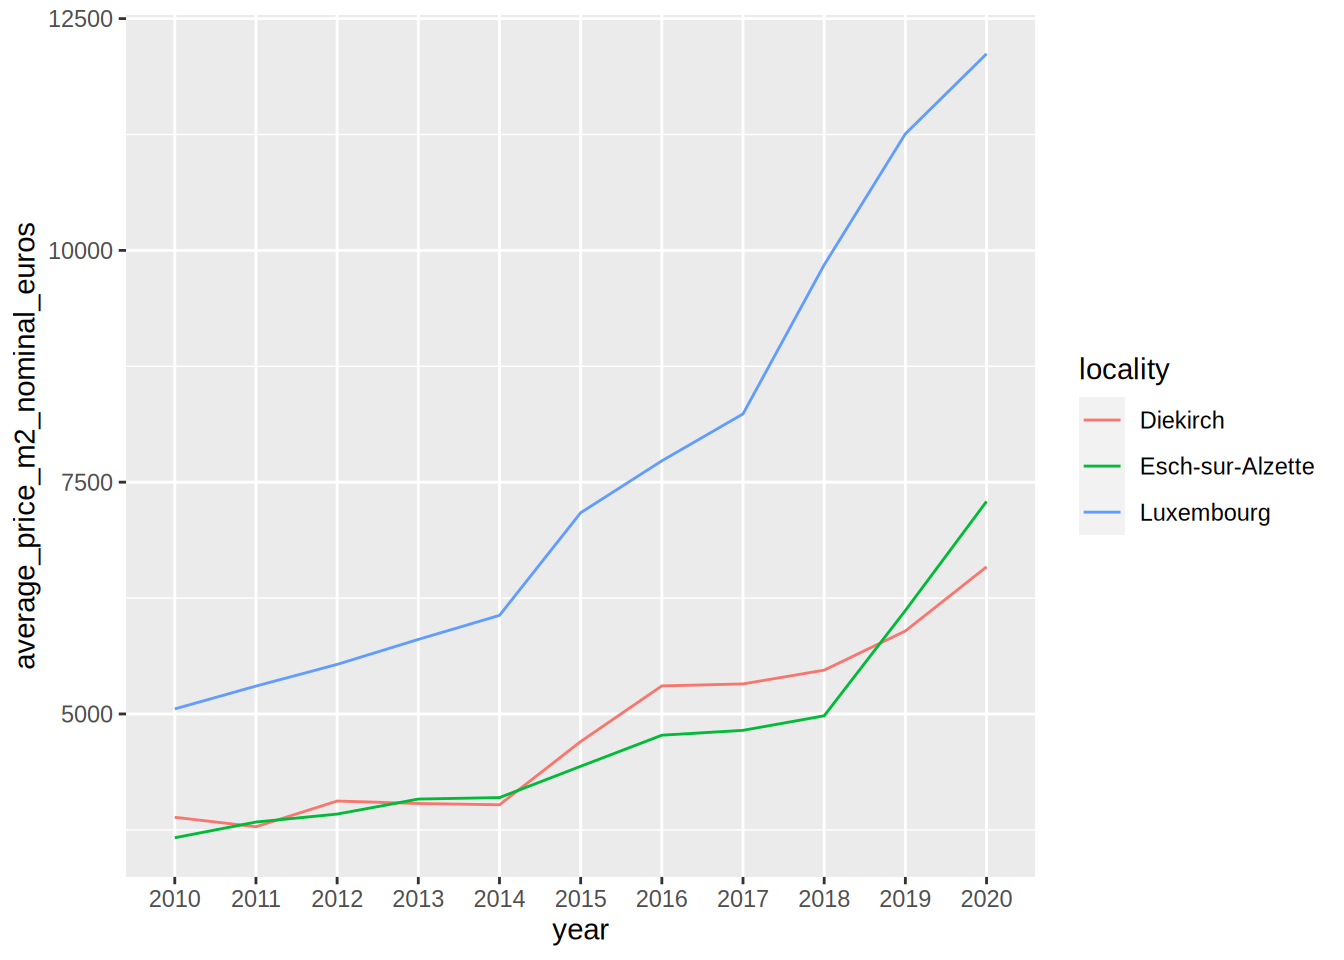 12500
10000
7500
5000
average_price_m2_nominal_euros
2010 2011 2012 2013 2014 2015 2016 2017 2018 2019 2020
year
locality
Diekirch
Esch-sur-Alzette
Luxembourg